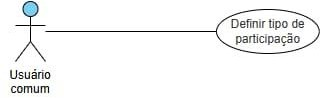 Definir tipo de
participação
Usuário
comum